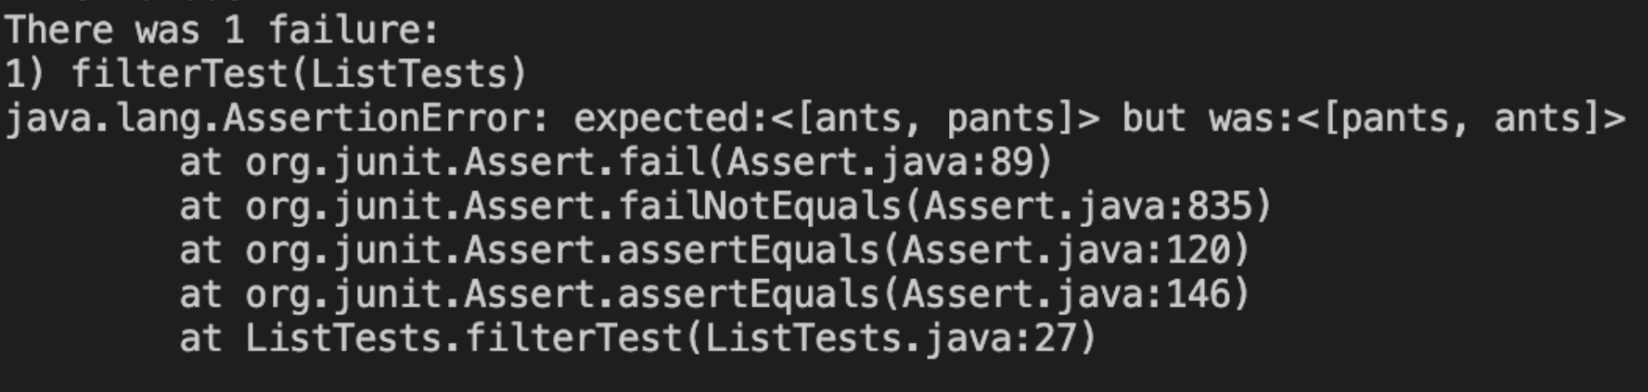 There was 1 failure:
1) filterTest(ListTests)
java.lang.AssertionError: expected:<[ants, pants]> but was:<[pants, ants]>
        at org.junit.Assert.fail(Assert.java:89)
        at org.junit.Assert.failNotEquals(Assert.java:835)
        at org.junit.Assert.assertEquals(Assert.java:120)
        at org.junit.Assert.assertEquals(Assert.java:146)
        at ListTests.filterTest(ListTests.java:27)